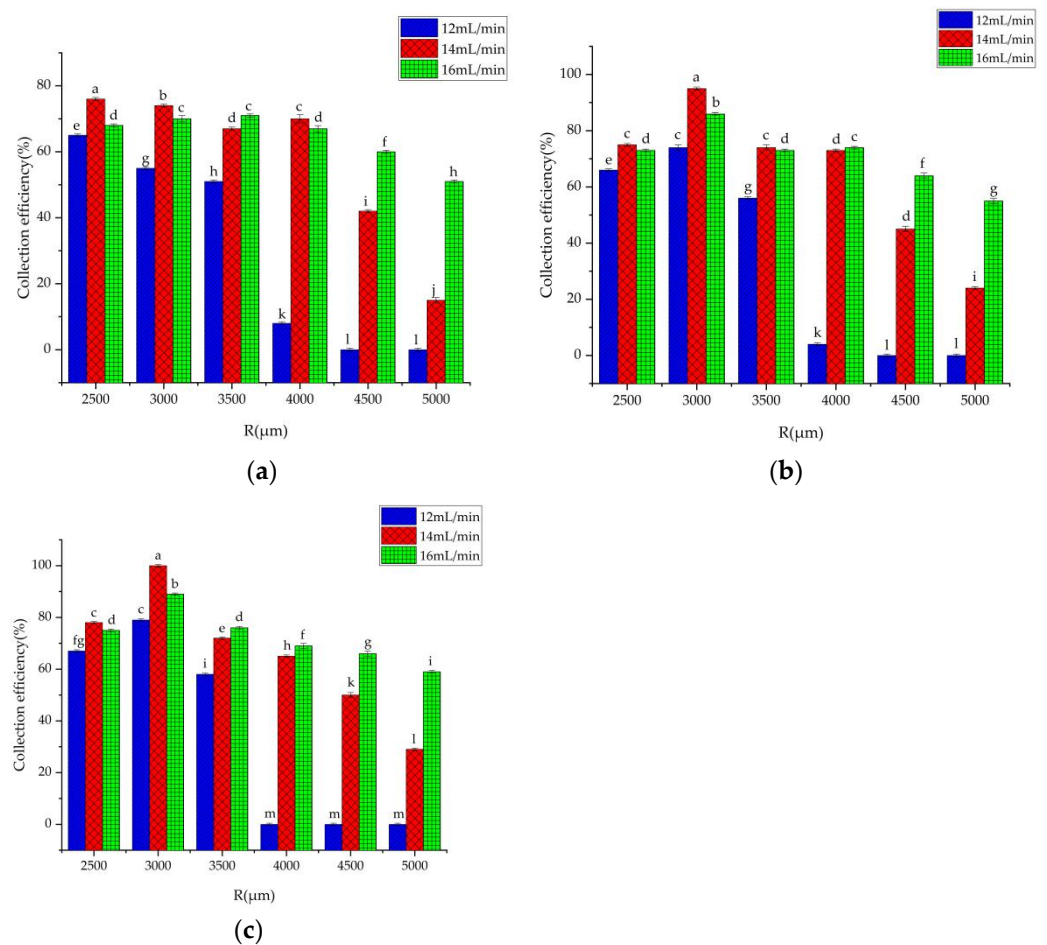 12mL/min
14mL/min
16mL/min
Collection efficiency(%)
80
60
40
20
0
e a d
g b c
h d c
k c d
l i f
l j h
2500 3000 3500 4000 4500 5000
R(μm)
(a)
12mL/min
14mL/min
16mL/min
Collection efficiency(%)
100
80
60
40
20
0
e c d
c a b
g c d
k d c
l d f
l i g
2500 3000 3500 4000 4500 5000
R(μm)
(b)
12mL/min
14mL/min
16mL/min
Collection efficiency(%)
100
80
60
40
20
0
fg c d
c a b
i e d
m h f
m k g
m l i
2500 3000 3500 4000 4500 5000
R(μm)
(c)